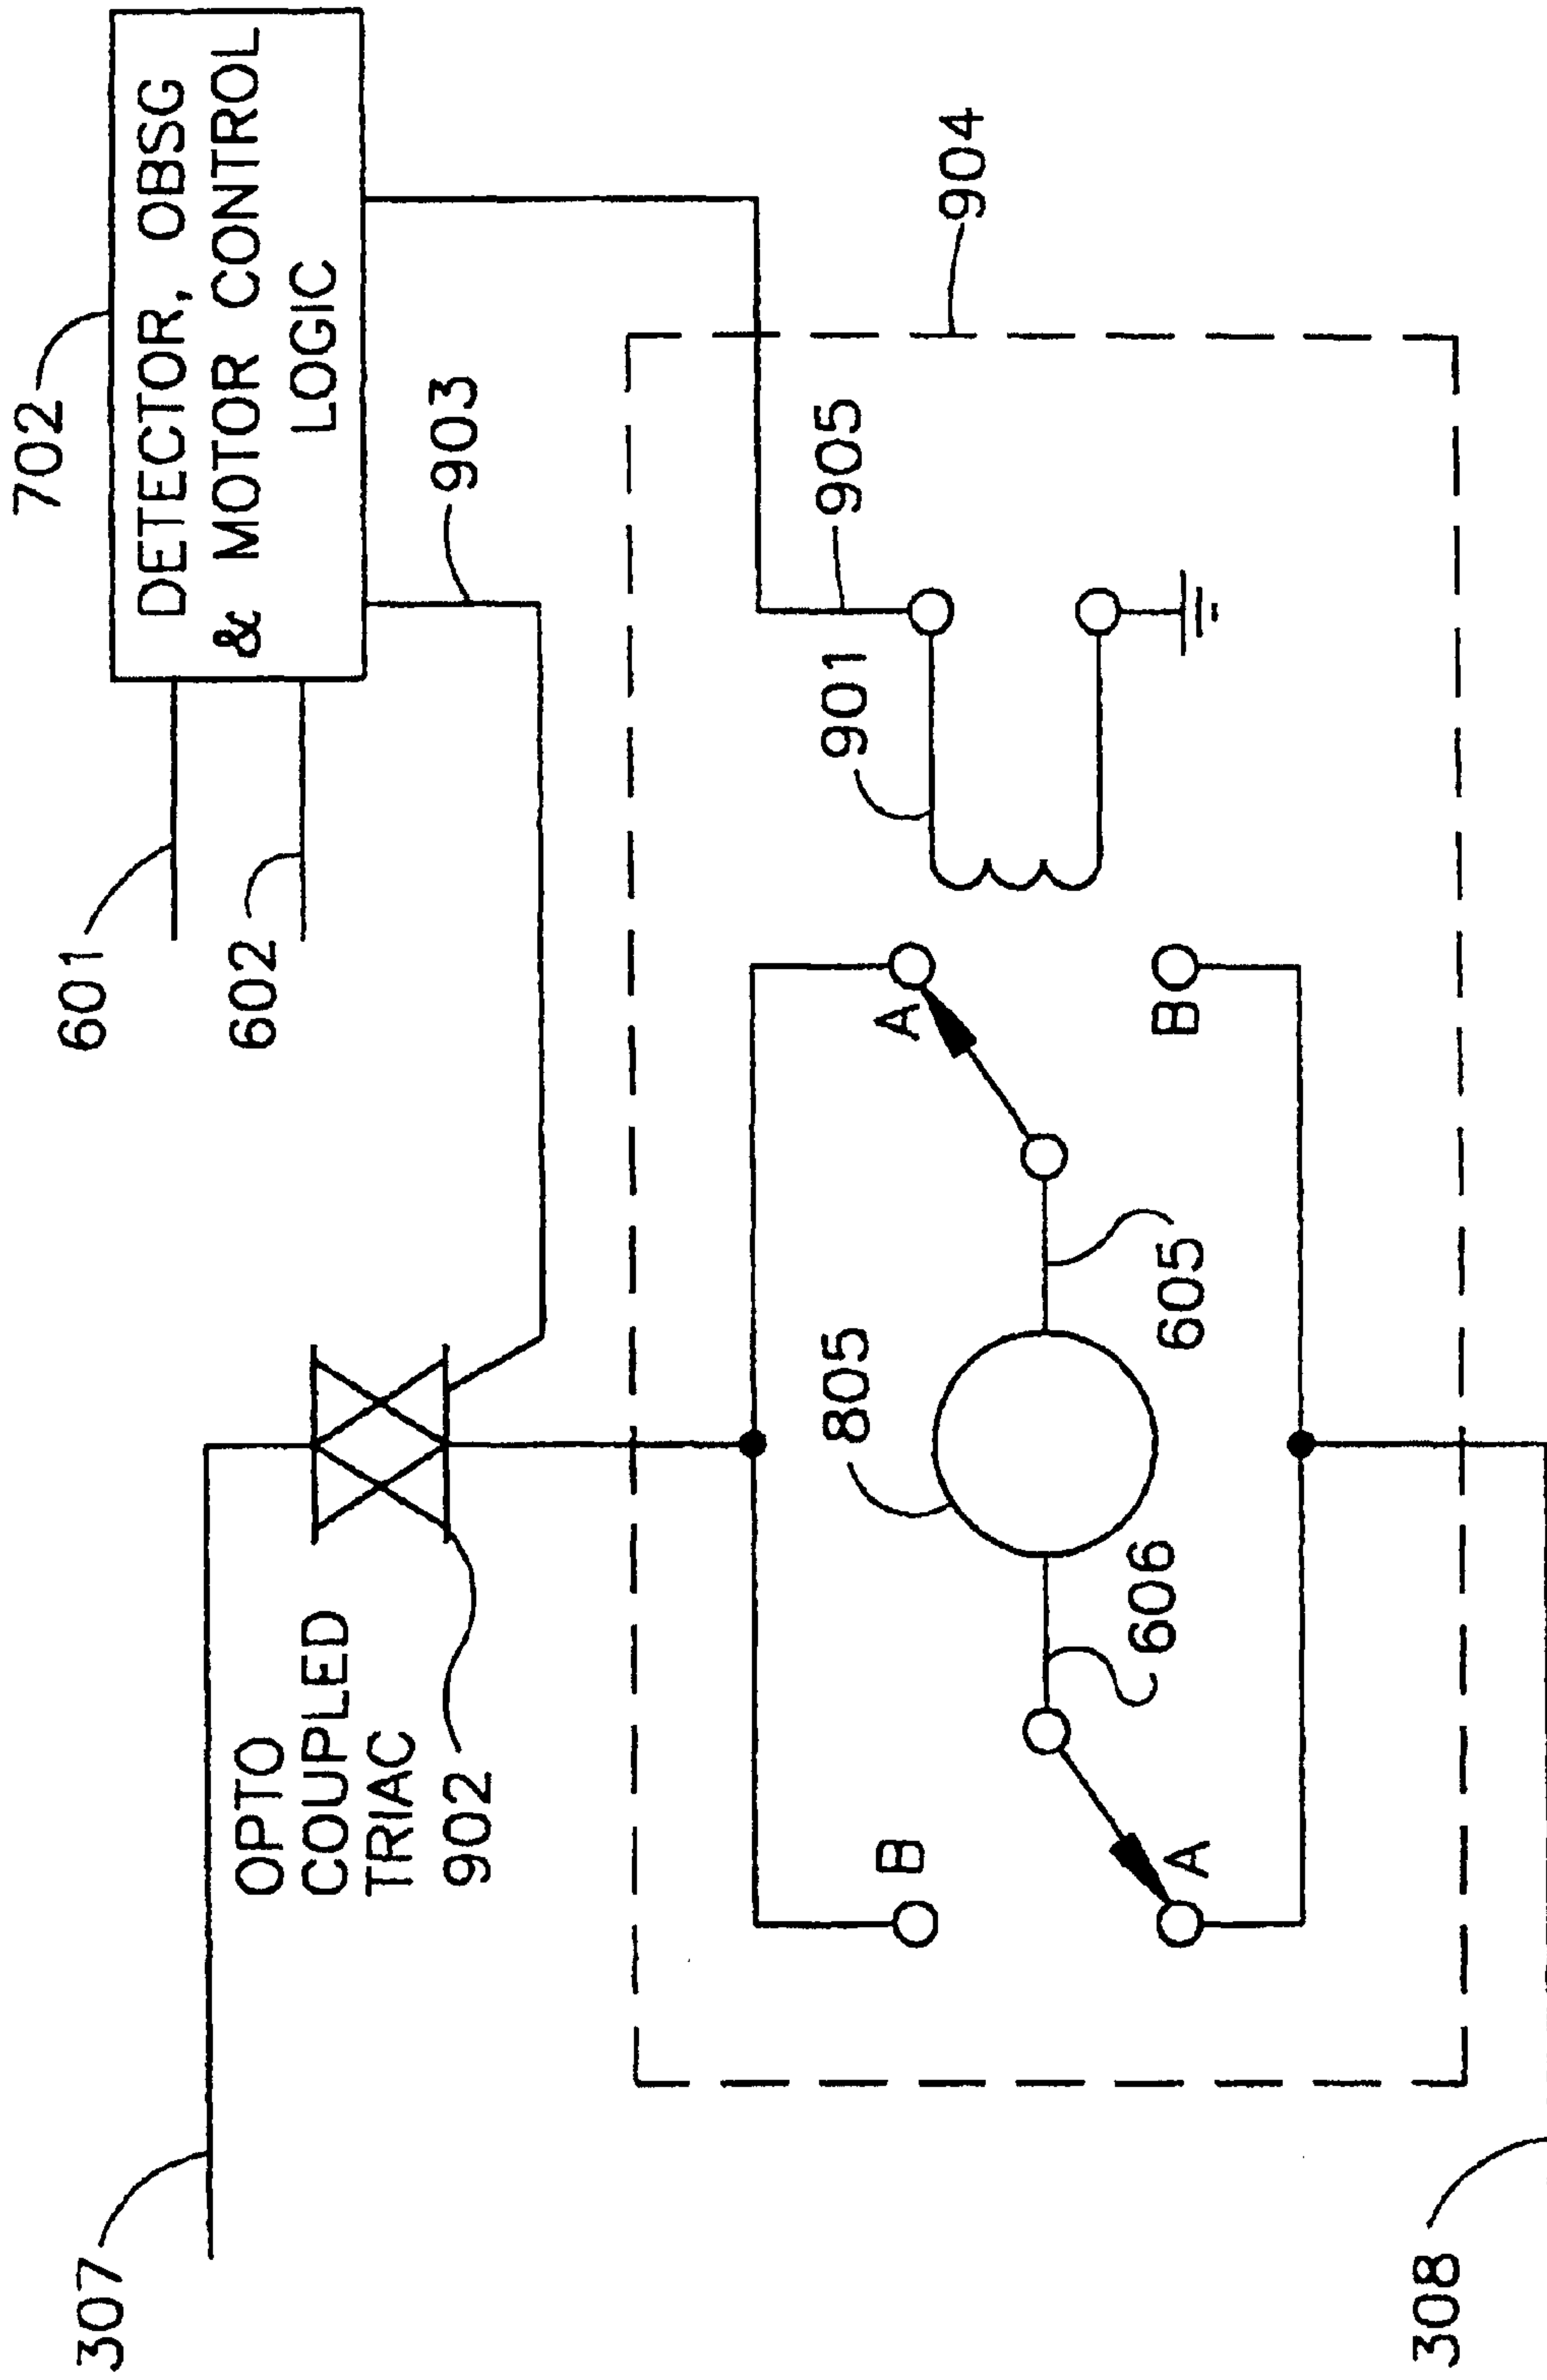 702
DETECTOR, OBSG
& MOTOR CONTROL
LOGIC
601
602
903
307
OPTO
COUPLED
TRIAC
902
904
905
901
B
A
805
606
605
A
B
308